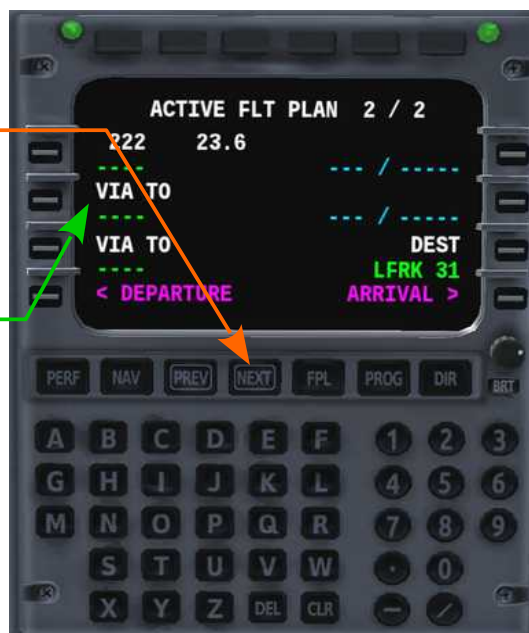 ACTIVE FLT PLAN 2 / 2
222 23.6
---- --- / -----
VIA TO
---- --- / -----
VIA TO DEST
---- LFRK 31
< DEPARTURE ARRIVAL >
PERF NAV PREV NEXT FPL PROG DIR BRT
A B C D E F 1 2 3
G H I J K L 4 5 6
M N O P Q R 7 8 9
S T U V W . 0
X Y Z DEL CLR - /